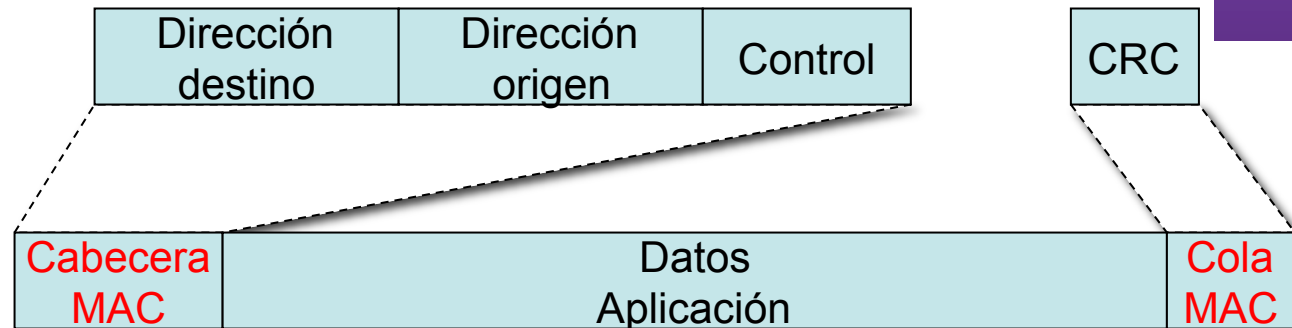 Dirección
destino
Dirección
origen
Control
CRC
Cabecera
MAC
Datos
Aplicación
Cola
MAC